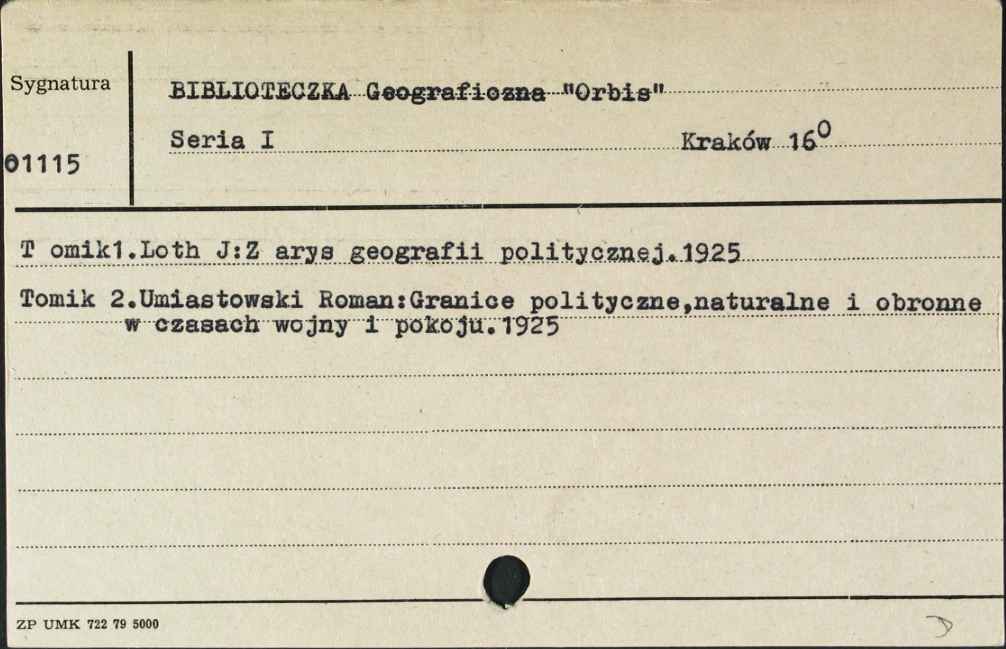 Sygnatura
BIBLIOTECZKA Geograficzna "Orbis"
Seria I Kraków 16⁰
01115
T omik1.Loth J:Z arys geografii politycznej.1925
Tomik 2.Umiastowski Roman:Granice polityczne,naturalne i obronne
w czasach wojny i pokoju.1925
ZP UMK 722 79 5000